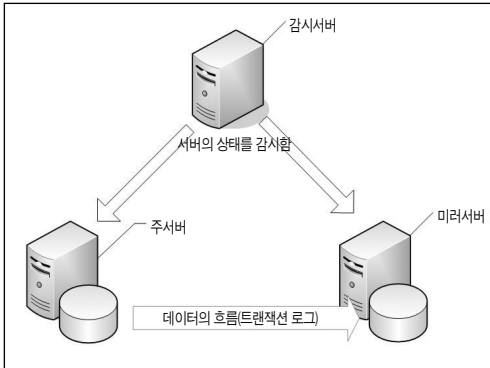 감시서버
서버의 상태를 감시함
주서버
미러서버
데이터의 흐름(트랜잭션 로그)